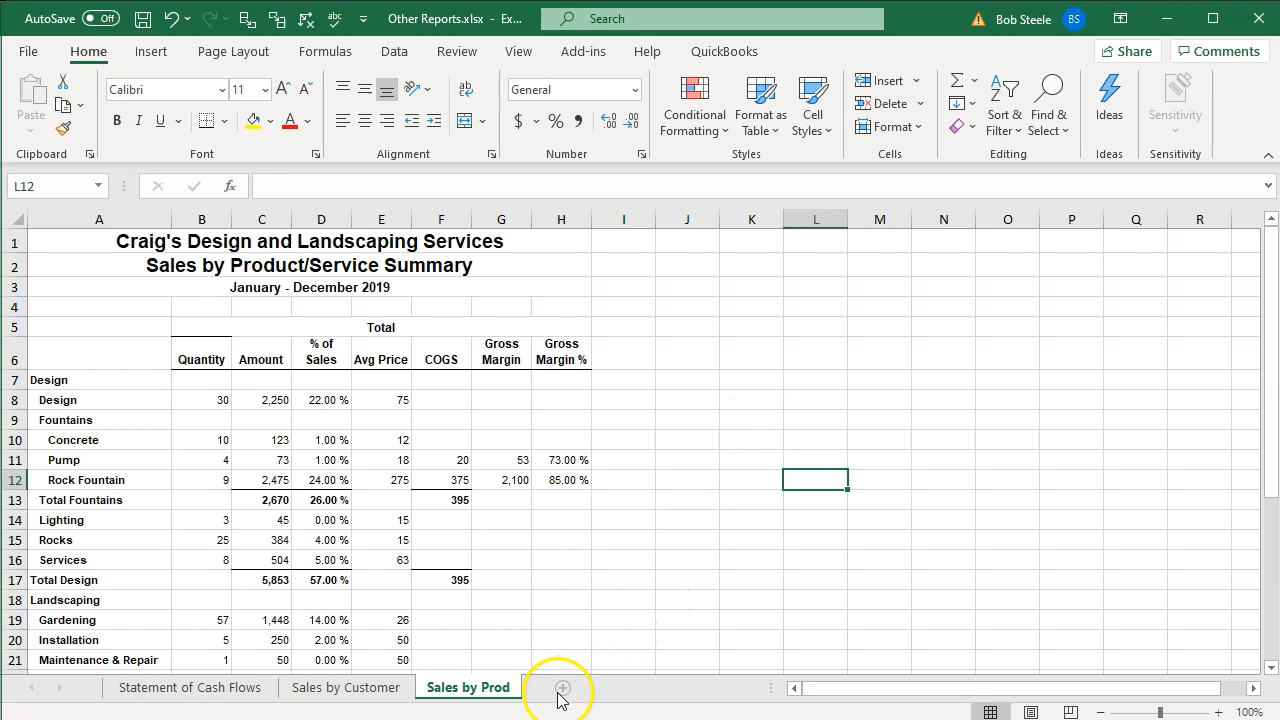 AutoSave Off Other Reports.xlsx - Ex... Search Bob Steele BS
File Home Insert Page Layout Formulas Data Review View Add-ins Help QuickBooks Share Comments
Paste Calibri 11 General Conditional Formatting Format as Table Cell Styles Insert Delete Format Sort & Filter Find & Select Ideas Sensitivity
Clipboard Font Alignment Number Styles Cells Editing Ideas Sensitivity
L12 fx
A B C D E F G H I J K L M N O P Q R
1 Craig's Design and Landscaping Services
2 Sales by Product/Service Summary
3 January - December 2019
4
5 Total
6 Quantity Amount % of Sales Avg Price COGS Gross Margin Gross Margin %
7 Design
8 Design 30 2,250 22.00 % 75
9 Fountains
10 Concrete 10 123 1.00 % 12
11 Pump 4 73 1.00 % 18 20 53 73.00 %
12 Rock Fountain 9 2,475 24.00 % 275 375 2,100 85.00 %
13 Total Fountains 2,670 26.00 % 395
14 Lighting 3 45 0.00 % 15
15 Rocks 25 384 4.00 % 15
16 Services 8 504 5.00 % 63
17 Total Design 5,853 57.00 % 395
18 Landscaping
19 Gardening 57 1,448 14.00 % 26
20 Installation 5 250 2.00 % 50
21 Maintenance & Repair 1 50 0.00 % 50
Statement of Cash Flows Sales by Customer Sales by Prod
100%